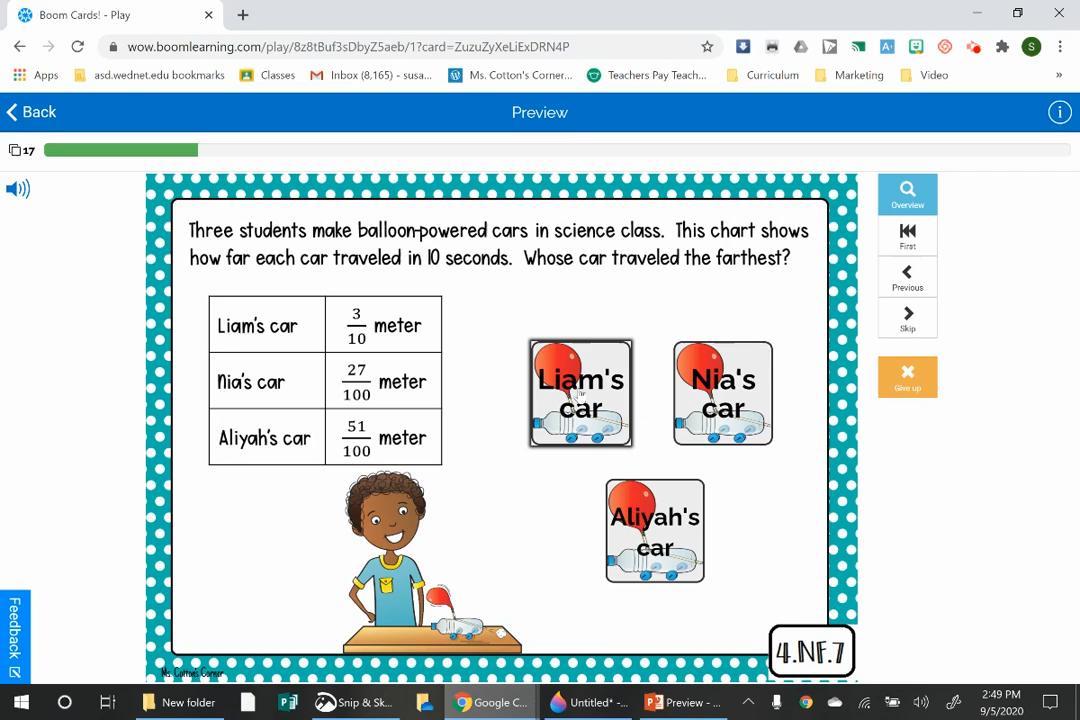 Boom Cards! - Play
wow.boomlearning.com/play/8z8tBuf3sDbyZ5aeb/1?card=ZuzuZyXeLiExDRN4P
S
Apps
asd.wednet.edu bookmarks
Classes
Inbox (8,165) - susa...
Ms. Cotton's Corner...
Teachers Pay Teach...
Curriculum
Marketing
Video
»
Back
Preview
17
Overview
First
Previous
Skip
Give up
Three students make balloon-powered cars in science class. This chart shows
how far each car traveled in 10 seconds. Whose car traveled the farthest?
Liam's car 3/10 meter
Nia's car 27/100 meter
Aliyah's car 51/100 meter
Liam's
car
Nia's
car
Aliyah's
car
4.NF.7
Ms. Cotton's Corner
Feedback
New folder
Snip & Sk...
Google C...
Untitled* -...
Preview - ...
2:49 PM
9/5/2020